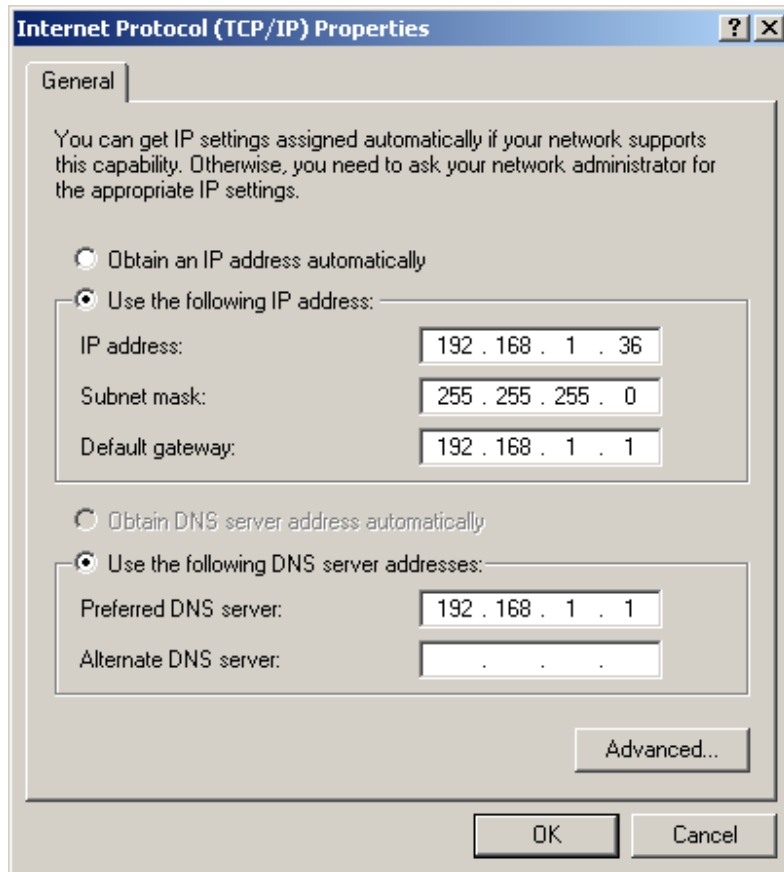 Internet Protocol (TCP/IP) Properties
General
You can get IP settings assigned automatically if your network supports
this capability. Otherwise, you need to ask your network administrator for
the appropriate IP settings.
Obtain an IP address automatically
Use the following IP address:
IP address: 192 . 168 . 1 . 36
Subnet mask: 255 . 255 . 255 . 0
Default gateway: 192 . 168 . 1 . 1
Obtain DNS server address automatically
Use the following DNS server addresses:
Preferred DNS server: 192 . 168 . 1 . 1
Alternate DNS server: . . .
Advanced...
OK Cancel